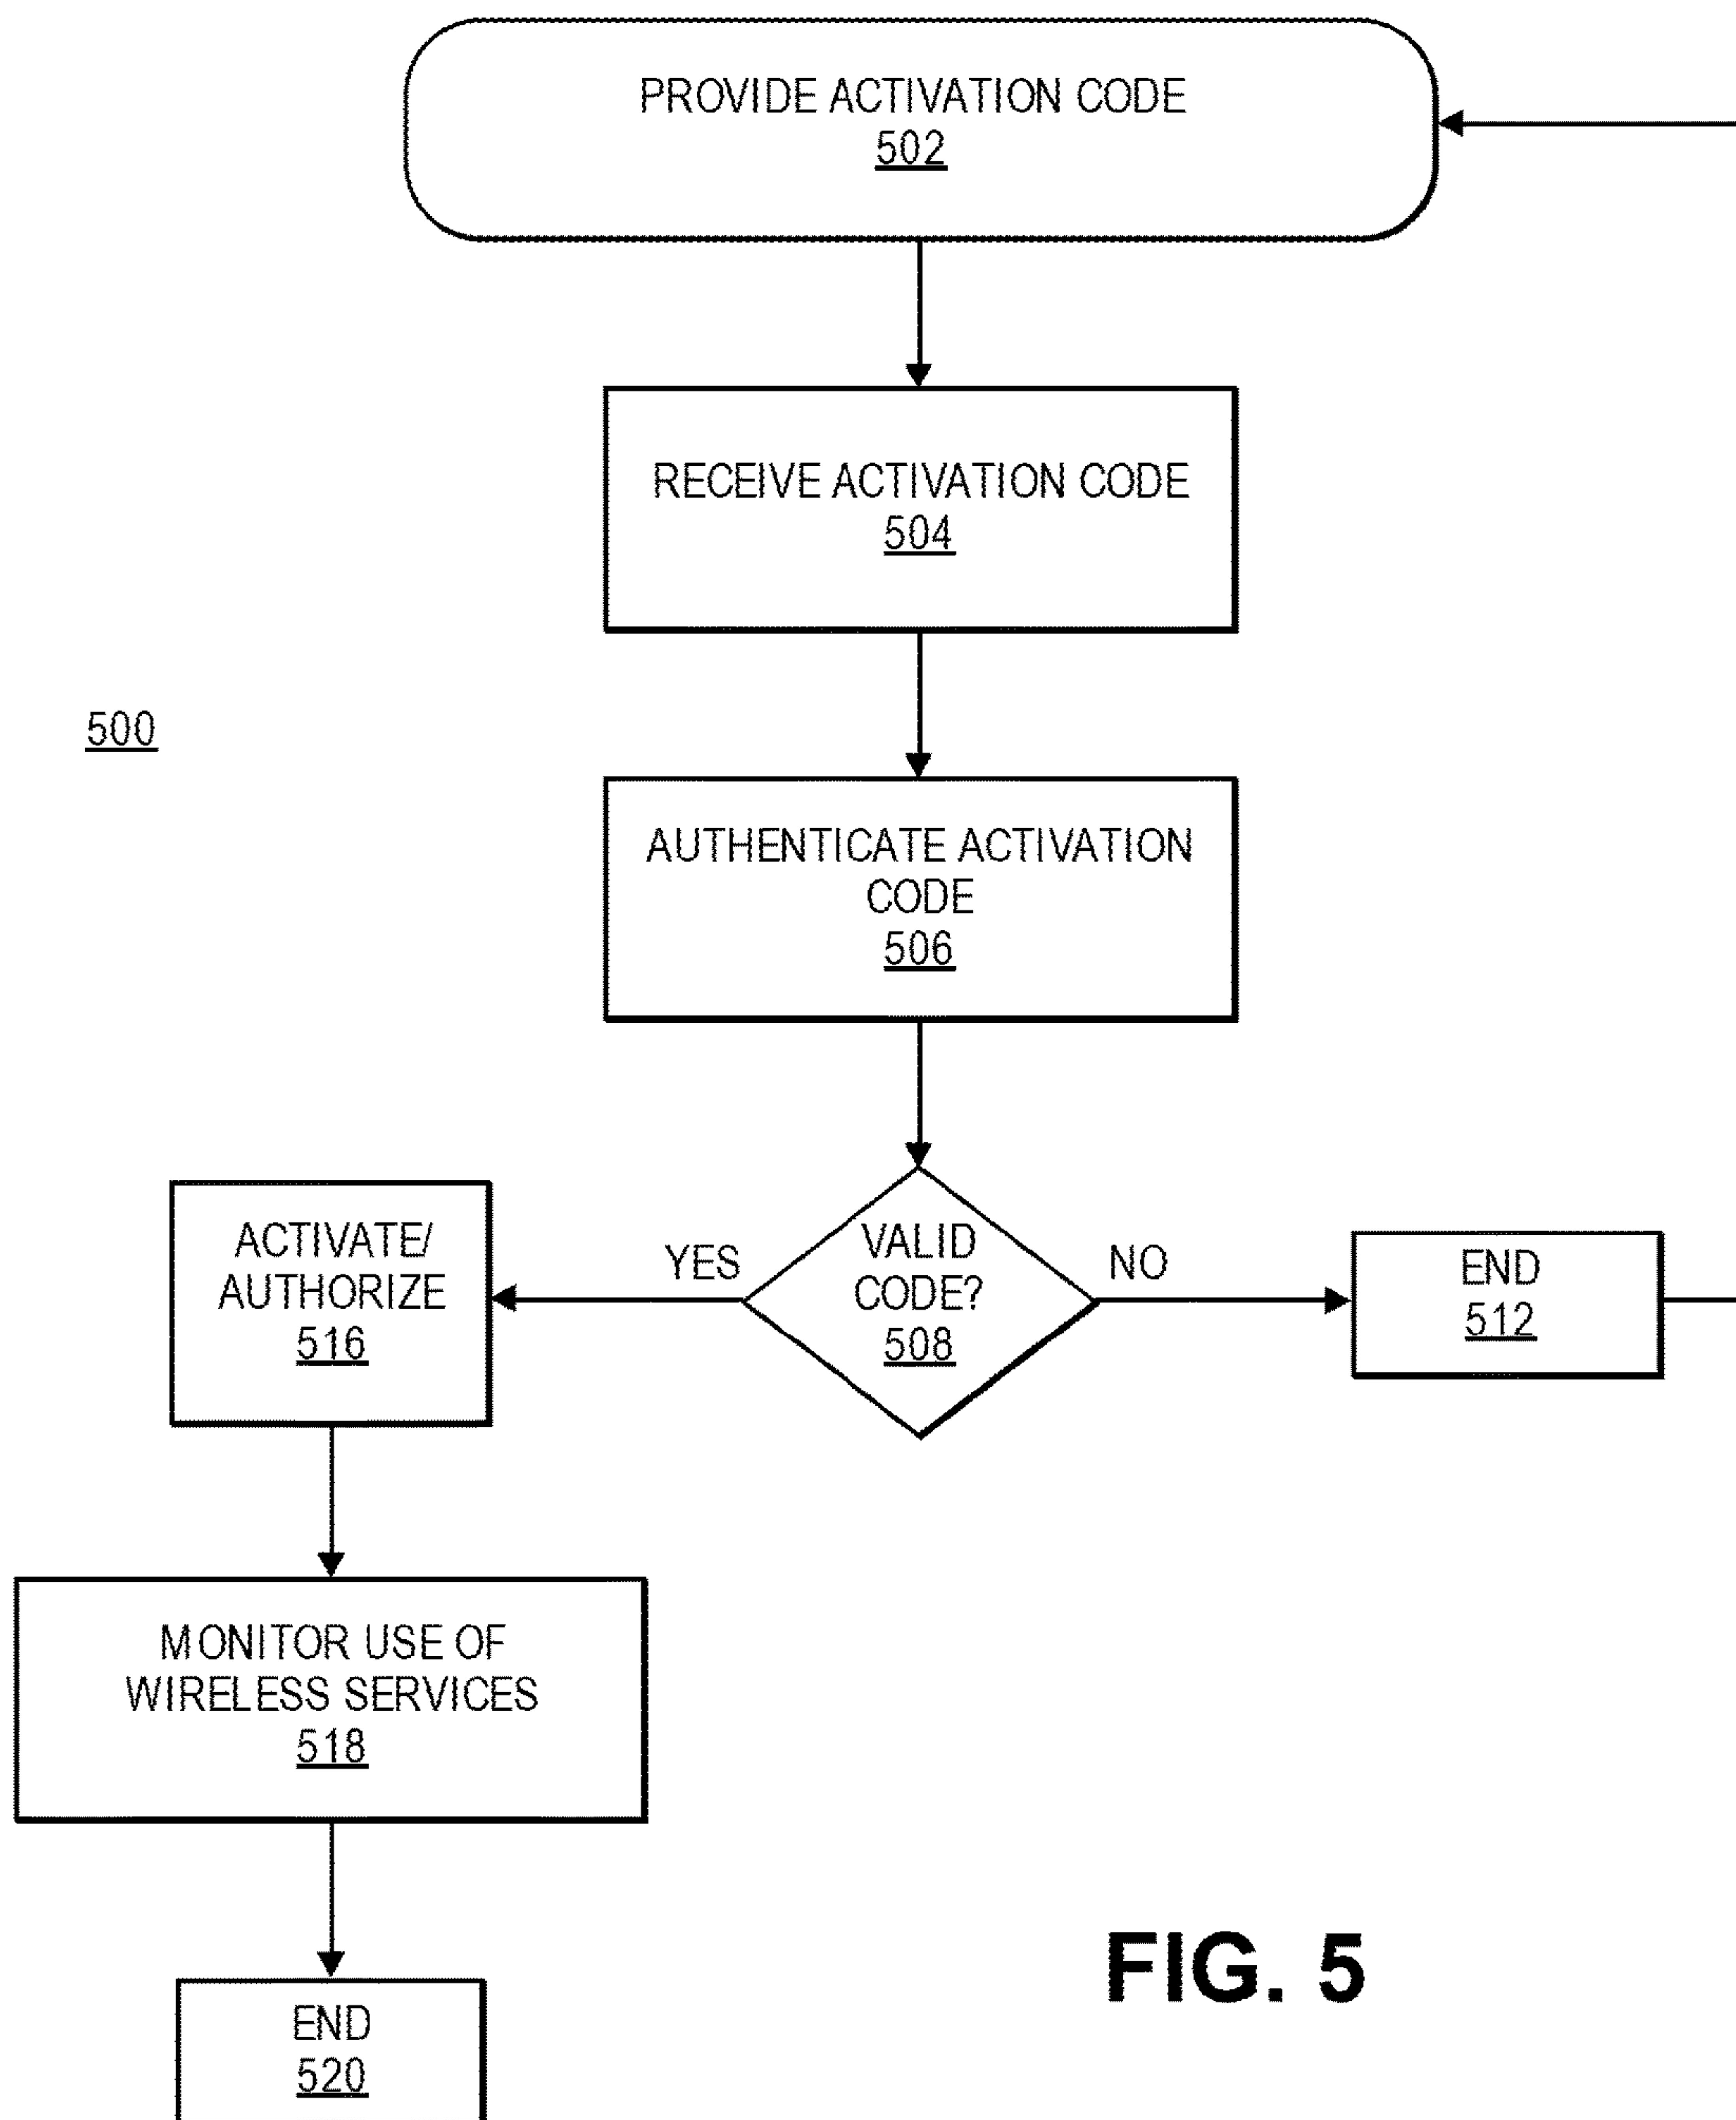 PROVIDE ACTIVATION CODE
502
RECEIVE ACTIVATION CODE
504
500
AUTHENTICATE ACTIVATION
CODE
506
ACTIVATE/
AUTHORIZE
516
YES
VALID
CODE?
508
NO
END
512
MONITOR USE OF
WIRELESS SERVICES
518
END
520
FIG. 5